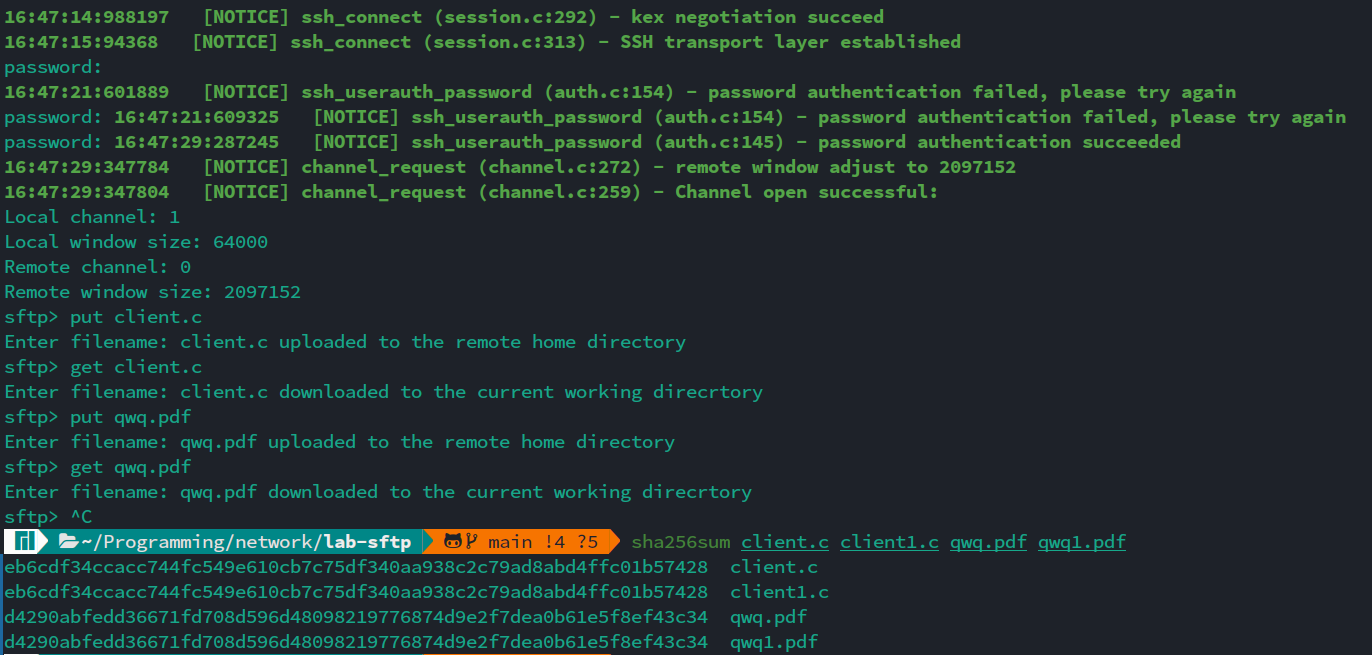 16:47:14:988197   [NOTICE] ssh_connect (session.c:292) - kex negotiation succeed
16:47:15:94368   [NOTICE] ssh_connect (session.c:313) - SSH transport layer established
password:
16:47:21:601889   [NOTICE] ssh_userauth_password (auth.c:154) - password authentication failed, please try again
password: 16:47:21:609325   [NOTICE] ssh_userauth_password (auth.c:154) - password authentication failed, please try again
password: 16:47:29:287245   [NOTICE] ssh_userauth_password (auth.c:145) - password authentication succeeded
16:47:29:347784   [NOTICE] channel_request (channel.c:272) - remote window adjust to 2097152
16:47:29:347804   [NOTICE] channel_request (channel.c:259) - Channel open successful:
Local channel: 1
Local window size: 64000
Remote channel: 0
Remote window size: 2097152
sftp> put client.c
Enter filename: client.c uploaded to the remote home directory
sftp> get client.c
Enter filename: client.c downloaded to the current working direcrtory
sftp> put qwq.pdf
Enter filename: qwq.pdf uploaded to the remote home directory
sftp> get qwq.pdf
Enter filename: qwq.pdf downloaded to the current working direcrtory
sftp> ^C
~/Programming/network/lab-sftp main !4 ?5 sha256sum client.c client1.c qwq.pdf qwq1.pdf
eb6cdf34ccacc744fc549e610cb7c75df340aa938c2c79ad8abd4ffc01b57428  client.c
eb6cdf34ccacc744fc549e610cb7c75df340aa938c2c79ad8abd4ffc01b57428  client1.c
d4290abfedd36671fd708d596d48098219776874d9e2f7dea0b61e5f8ef43c34  qwq.pdf
d4290abfedd36671fd708d596d48098219776874d9e2f7dea0b61e5f8ef43c34  qwq1.pdf